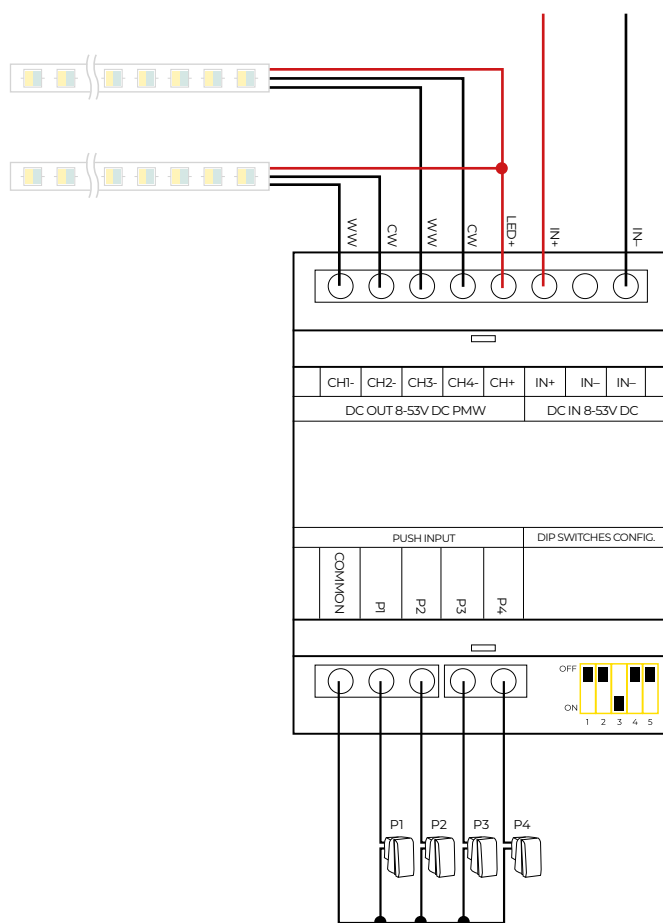 WW CW WW CW LED+ IN+ IN–
CH1- CH2- CH3- CH4- CH+ IN+ IN– IN–
DC OUT 8-53V DC PMW DC IN 8-53V DC
PUSH INPUT DIP SWITCHES CONFIG.
COMMON P1 P2 P3 P4
OFF
ON
1 2 3 4 5
P1 P2 P3 P4